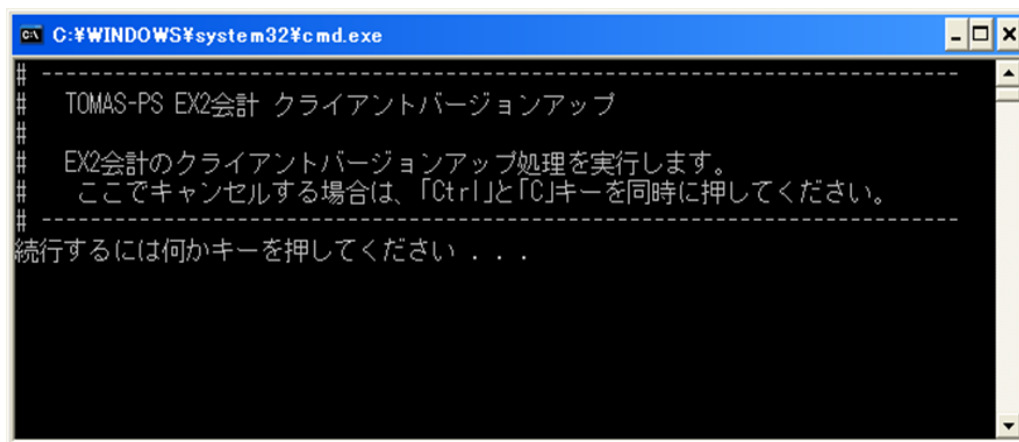 C:¥WINDOWS¥system32¥cmd.exe
# ----------------------------------------------------------------------
#   TOMAS-PS EX2会計 クライアントバージョンアップ
#
#   EX2会計のクライアントバージョンアップ処理を実行します。
#    ここでキャンセルする場合は、「Ctrl」と「C」キーを同時に押してください。
# ----------------------------------------------------------------------
続行するには何かキーを押してください . . .